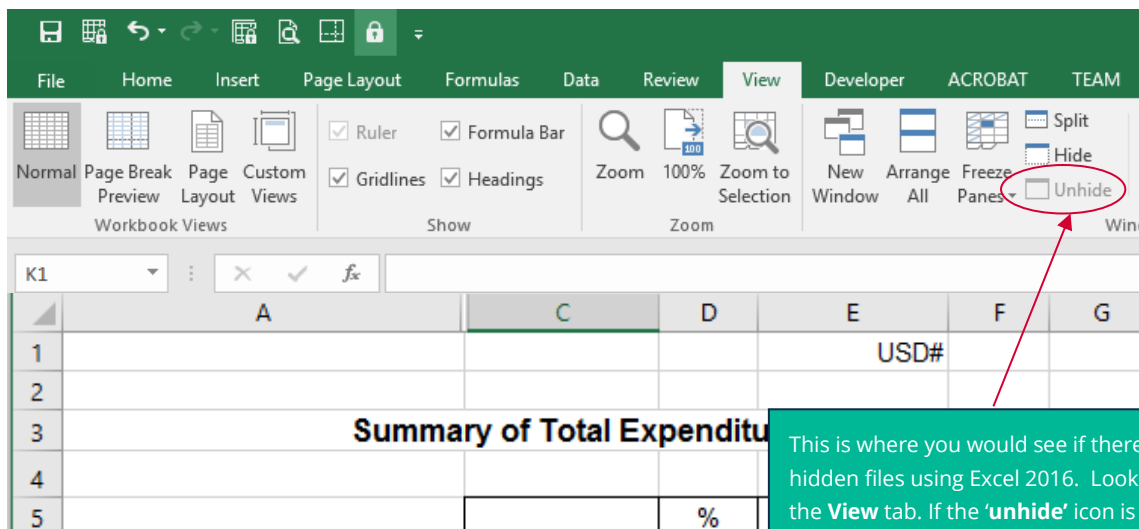 File Home Insert Page Layout Formulas Data Review View Developer ACROBAT TEAM
Normal Page Break Preview Page Layout Custom Views
Workbook Views
Ruler Formula Bar
Gridlines Headings
Show
Zoom 100% Zoom to Selection
Zoom
New Window Arrange All Freeze Panes
Split
Hide
Unhide
K1 fx
A C D E F G
1 USD#
2
3 Summary of Total Expenditu
4
5 %
This is where you would see if there
hidden files using Excel 2016. Look
the View tab. If the ‘unhide’ icon is